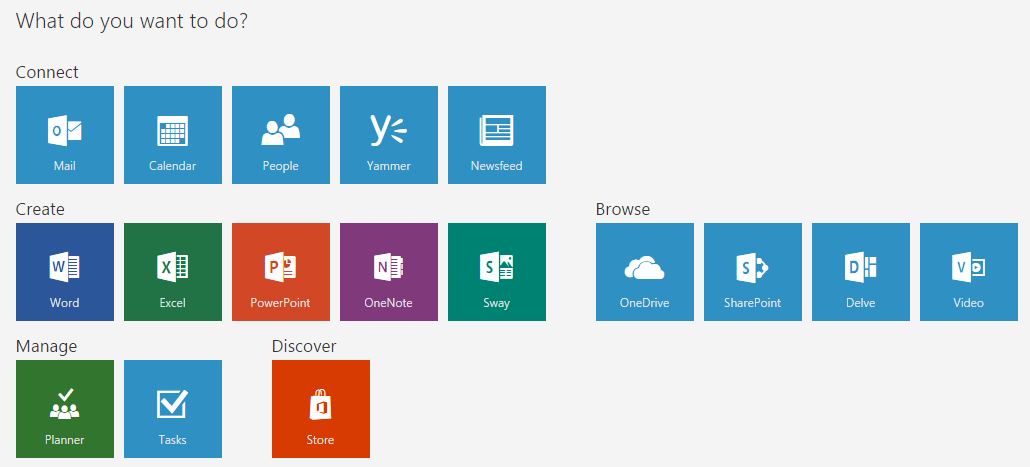 What do you want to do?
Connect
Mail Calendar People Yammer Newsfeed
Create
Word Excel PowerPoint OneNote Sway
Browse
OneDrive SharePoint Delve Video
Manage
Planner Tasks
Discover
Store